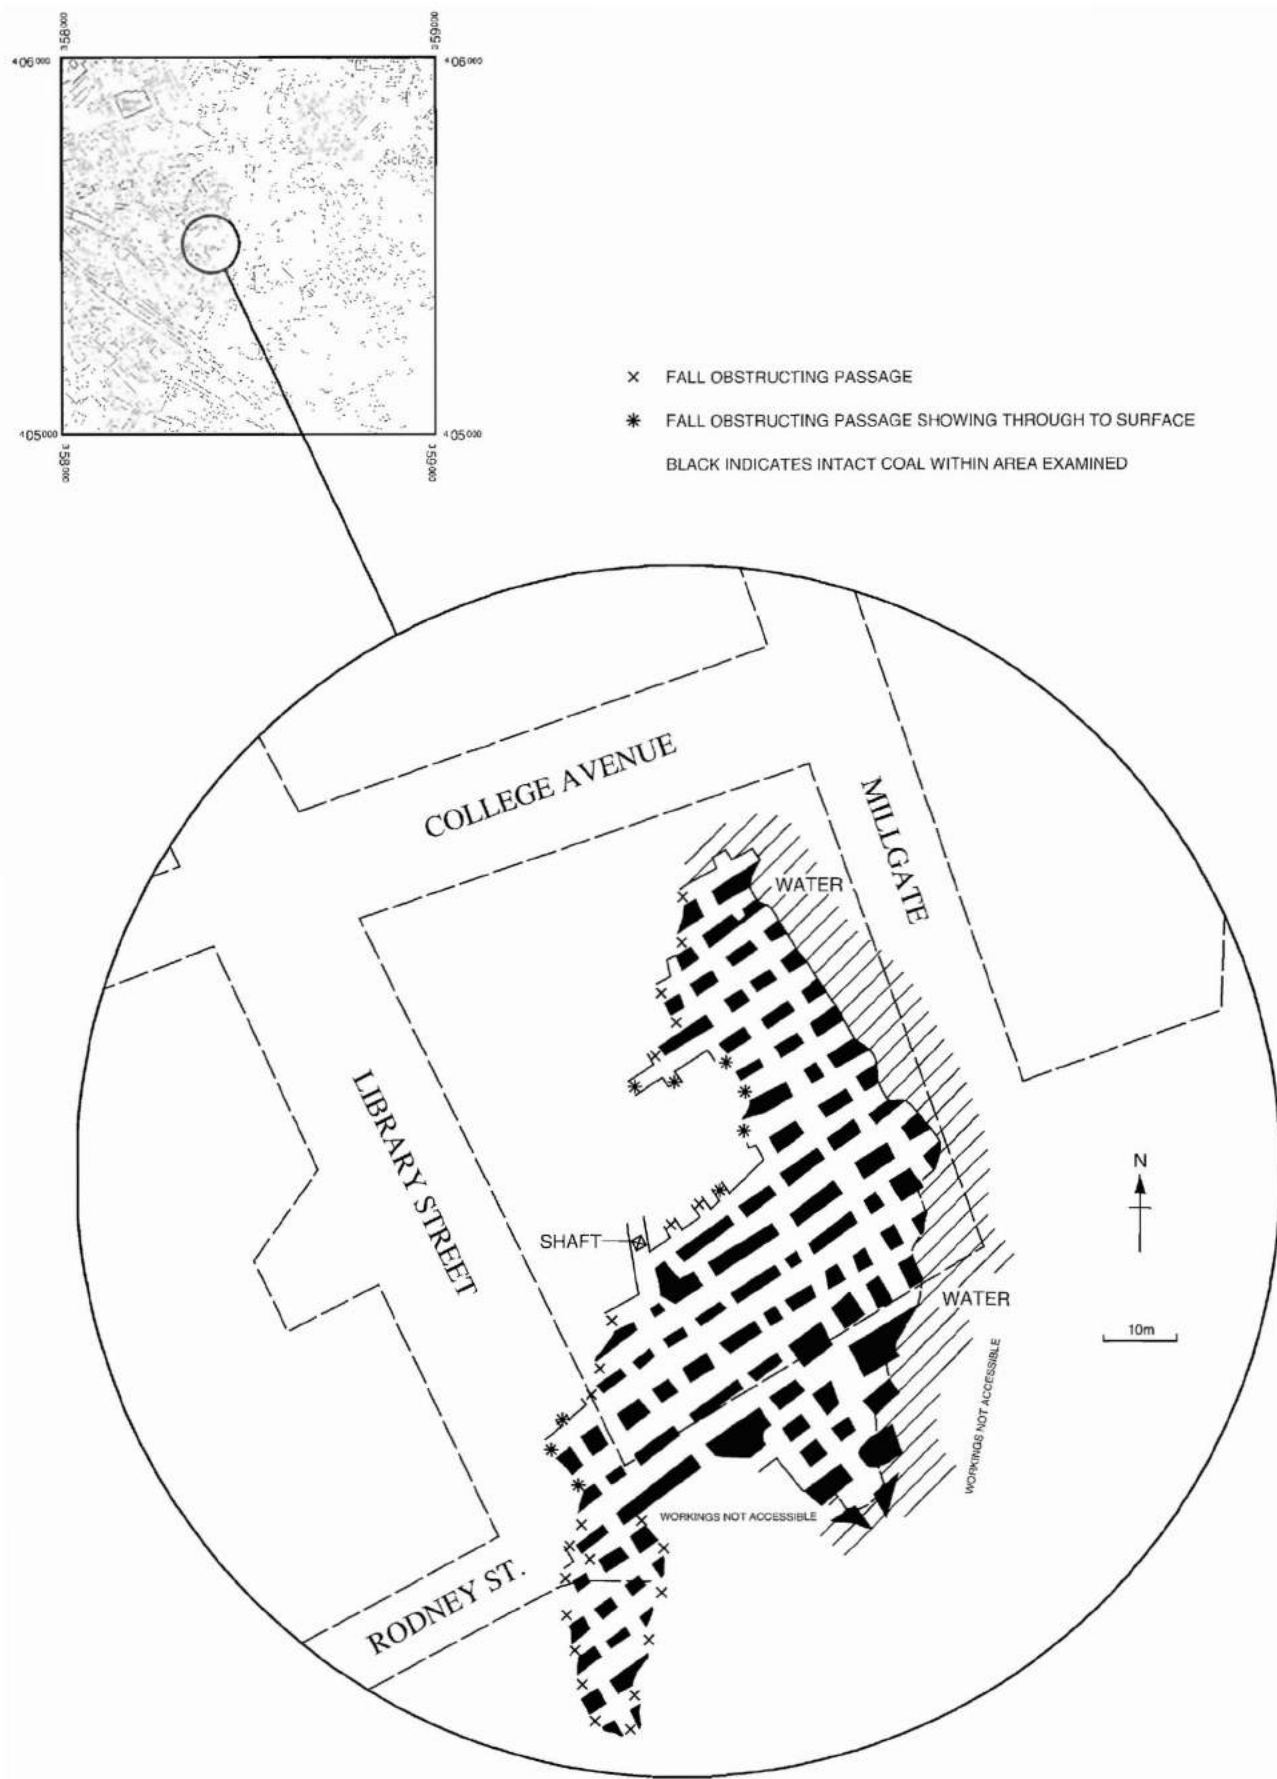 358000
359000
406000
406000
Scholes
405000
405000
358000
359000
× FALL OBSTRUCTING PASSAGE
* FALL OBSTRUCTING PASSAGE SHOWING THROUGH TO SURFACE
BLACK INDICATES INTACT COAL WITHIN AREA EXAMINED
COLLEGE AVENUE
MILLGATE
WATER
LIBRARY STREET
SHAFT
N
WATER
10m
WORKINGS NOT ACCESSIBLE
WORKINGS NOT ACCESSIBLE
RODNEY ST.